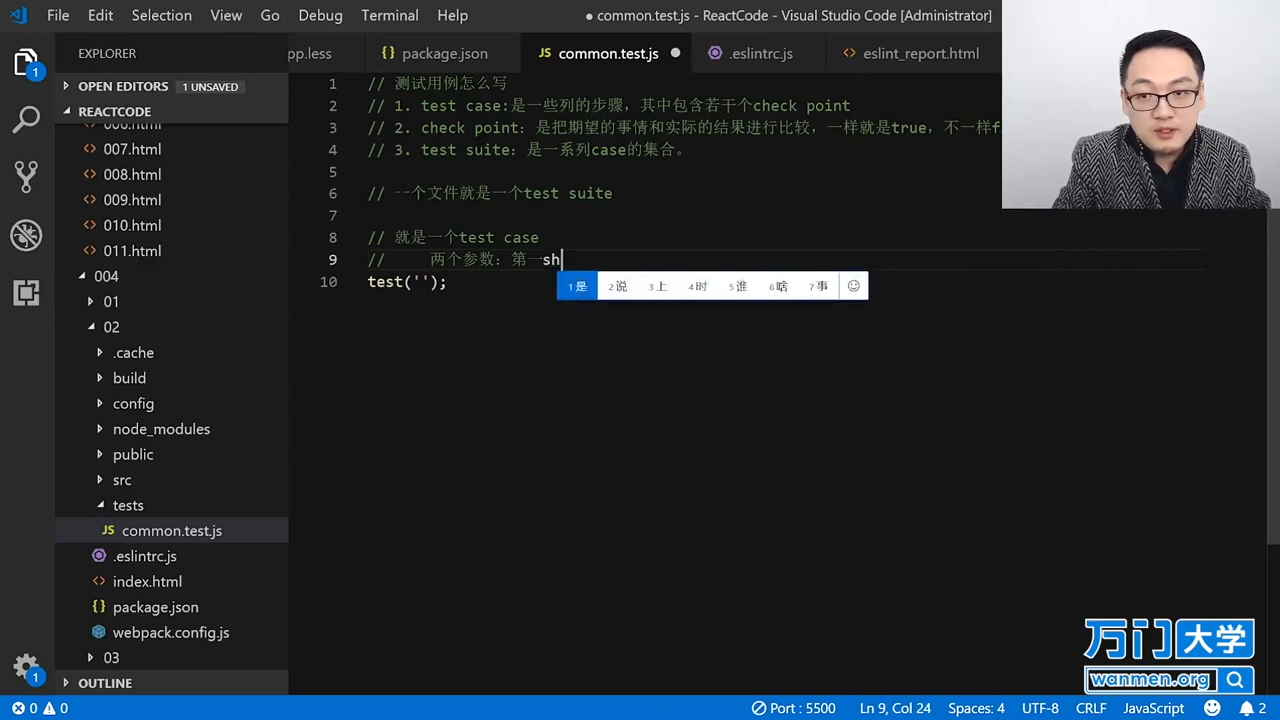 File Edit Selection View Go Debug Terminal Help
● common.test.js - ReactCode - Visual Studio Code [Administrator]
EXPLORER
OPEN EDITORS 1 UNSAVED
REACTCODE
006.html
007.html
008.html
009.html
010.html
011.html
004
01
02
.cache
build
config
node_modules
public
src
tests
JS common.test.js
.eslintrc.js
index.html
{} package.json
webpack.config.js
03
OUTLINE
pp.less {} package.json JS common.test.js ● .eslintrc.js <> eslint_report.html
1 // 测试用例怎么写
2 // 1. test case:是一些列的步骤，其中包含若干个check point
3 // 2. check point：是把期望的事情和实际的结果进行比较，一样就是true，不一样f
4 // 3. test suite：是一系列case的集合。
5
6 // 一个文件就是一个test suite
7
8 // 就是一个test case
9 // 两个参数：第一sh
10 test('');
1 是 2 说 3 上 4 时 5 谁 6 啥 7 事
1
1
万门大学
wanmen.org
0 0 Port : 5500 Ln 9, Col 24 Spaces: 4 UTF-8 CRLF JavaScript 2